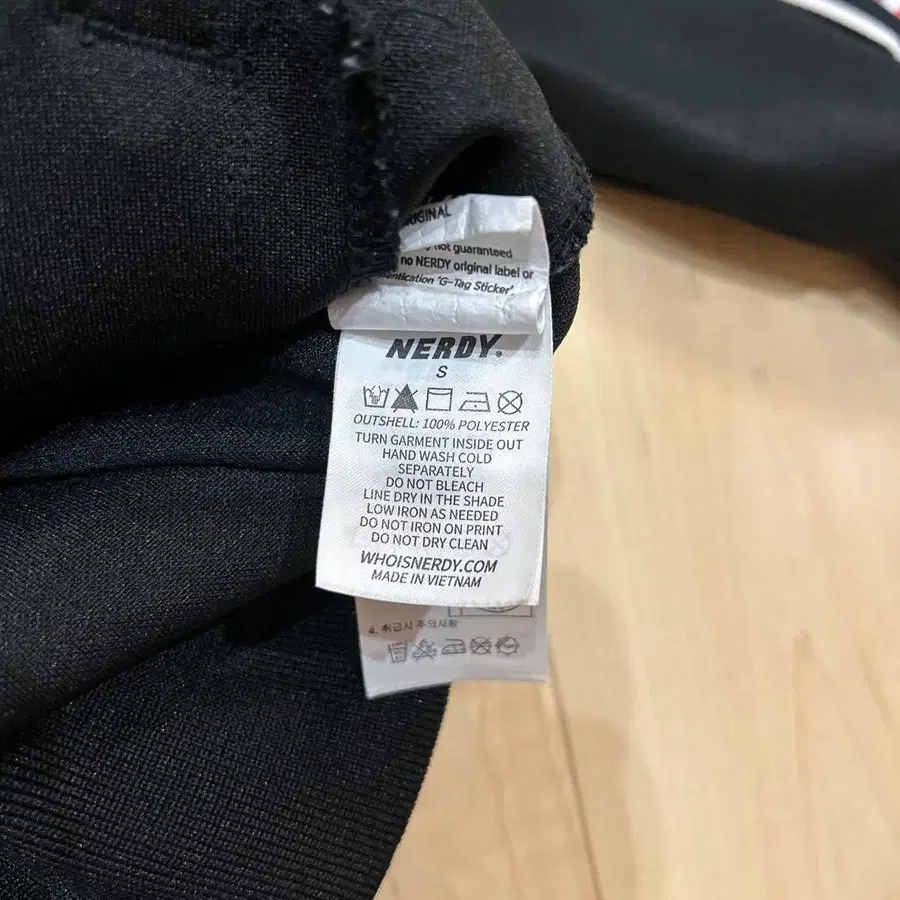 RIGINAL
not guaranteed
no NERDY original label or
entication 'G-Tag Sticker'
NERDY.
S
OUTSHELL: 100% POLYESTER
TURN GARMENT INSIDE OUT
HAND WASH COLD
SEPARATELY
DO NOT BLEACH
LINE DRY IN THE SHADE
LOW IRON AS NEEDED
DO NOT IRON ON PRINT
DO NOT DRY CLEAN
WHOISNERDY.COM
MADE IN VIETNAM
4. 취급시 주의사항